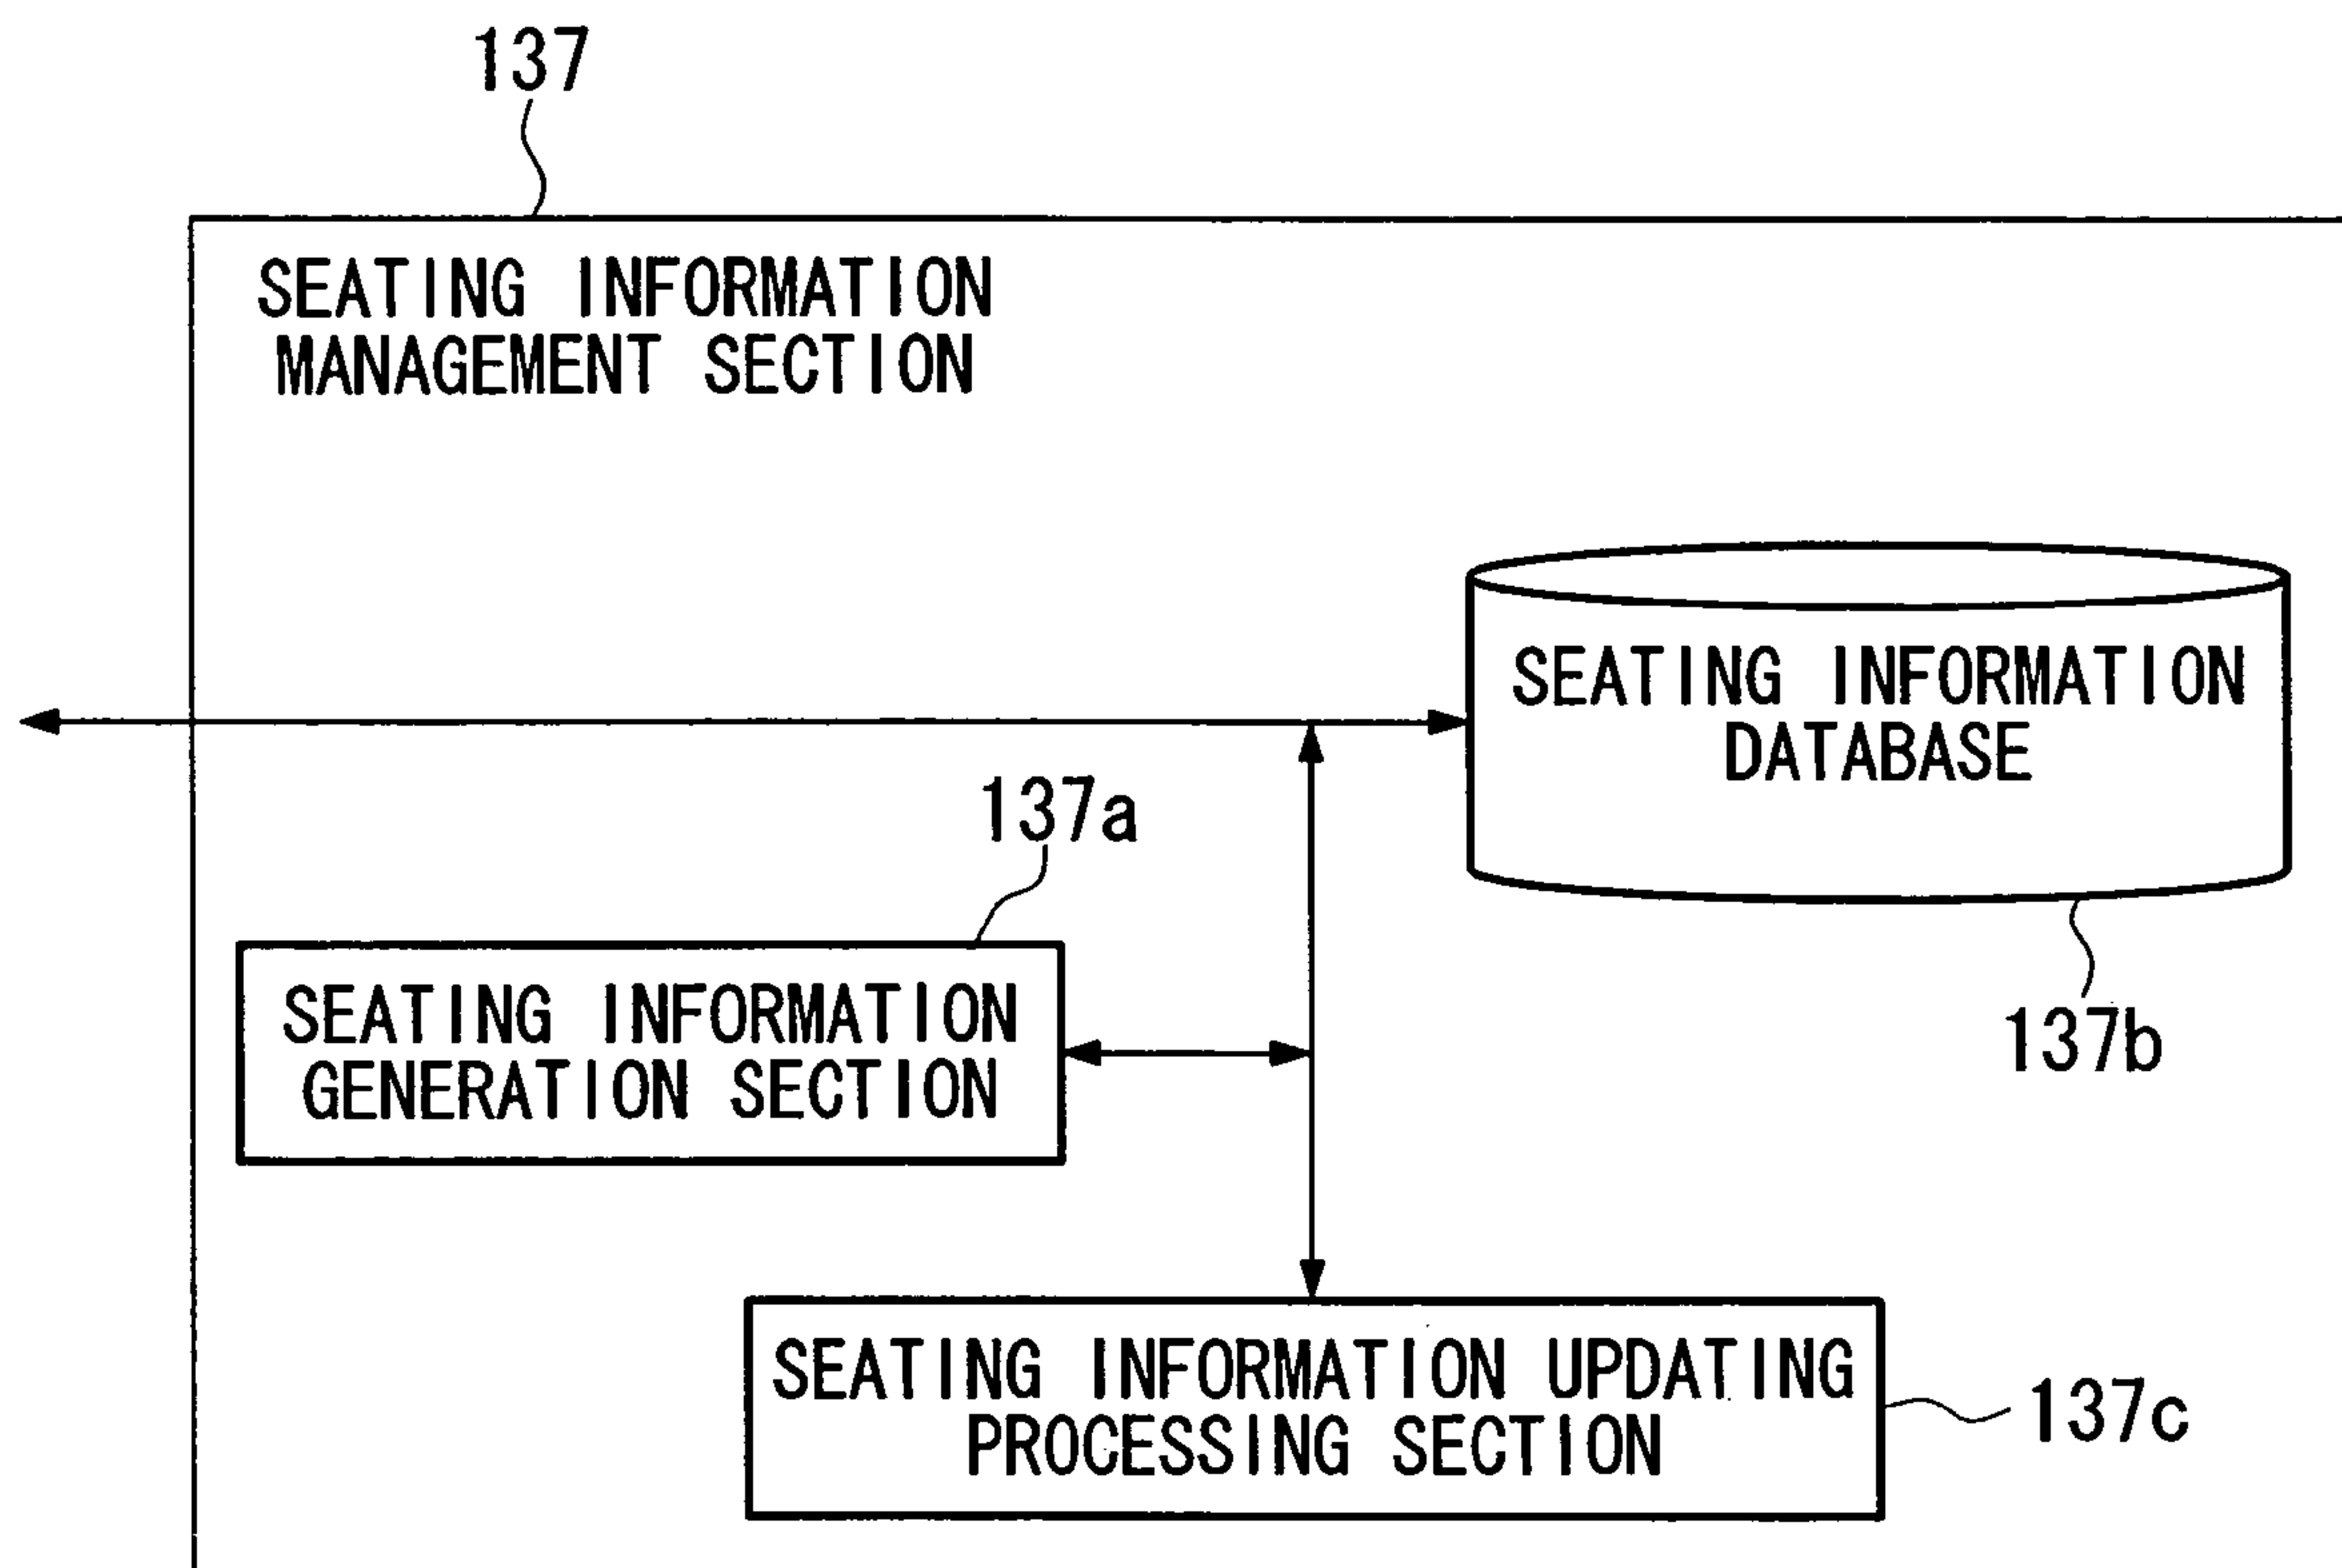 137
SEATING INFORMATION
MANAGEMENT SECTION
SEATING INFORMATION
DATABASE
137a
SEATING INFORMATION
GENERATION SECTION
137b
SEATING INFORMATION UPDATING
PROCESSING SECTION
137c